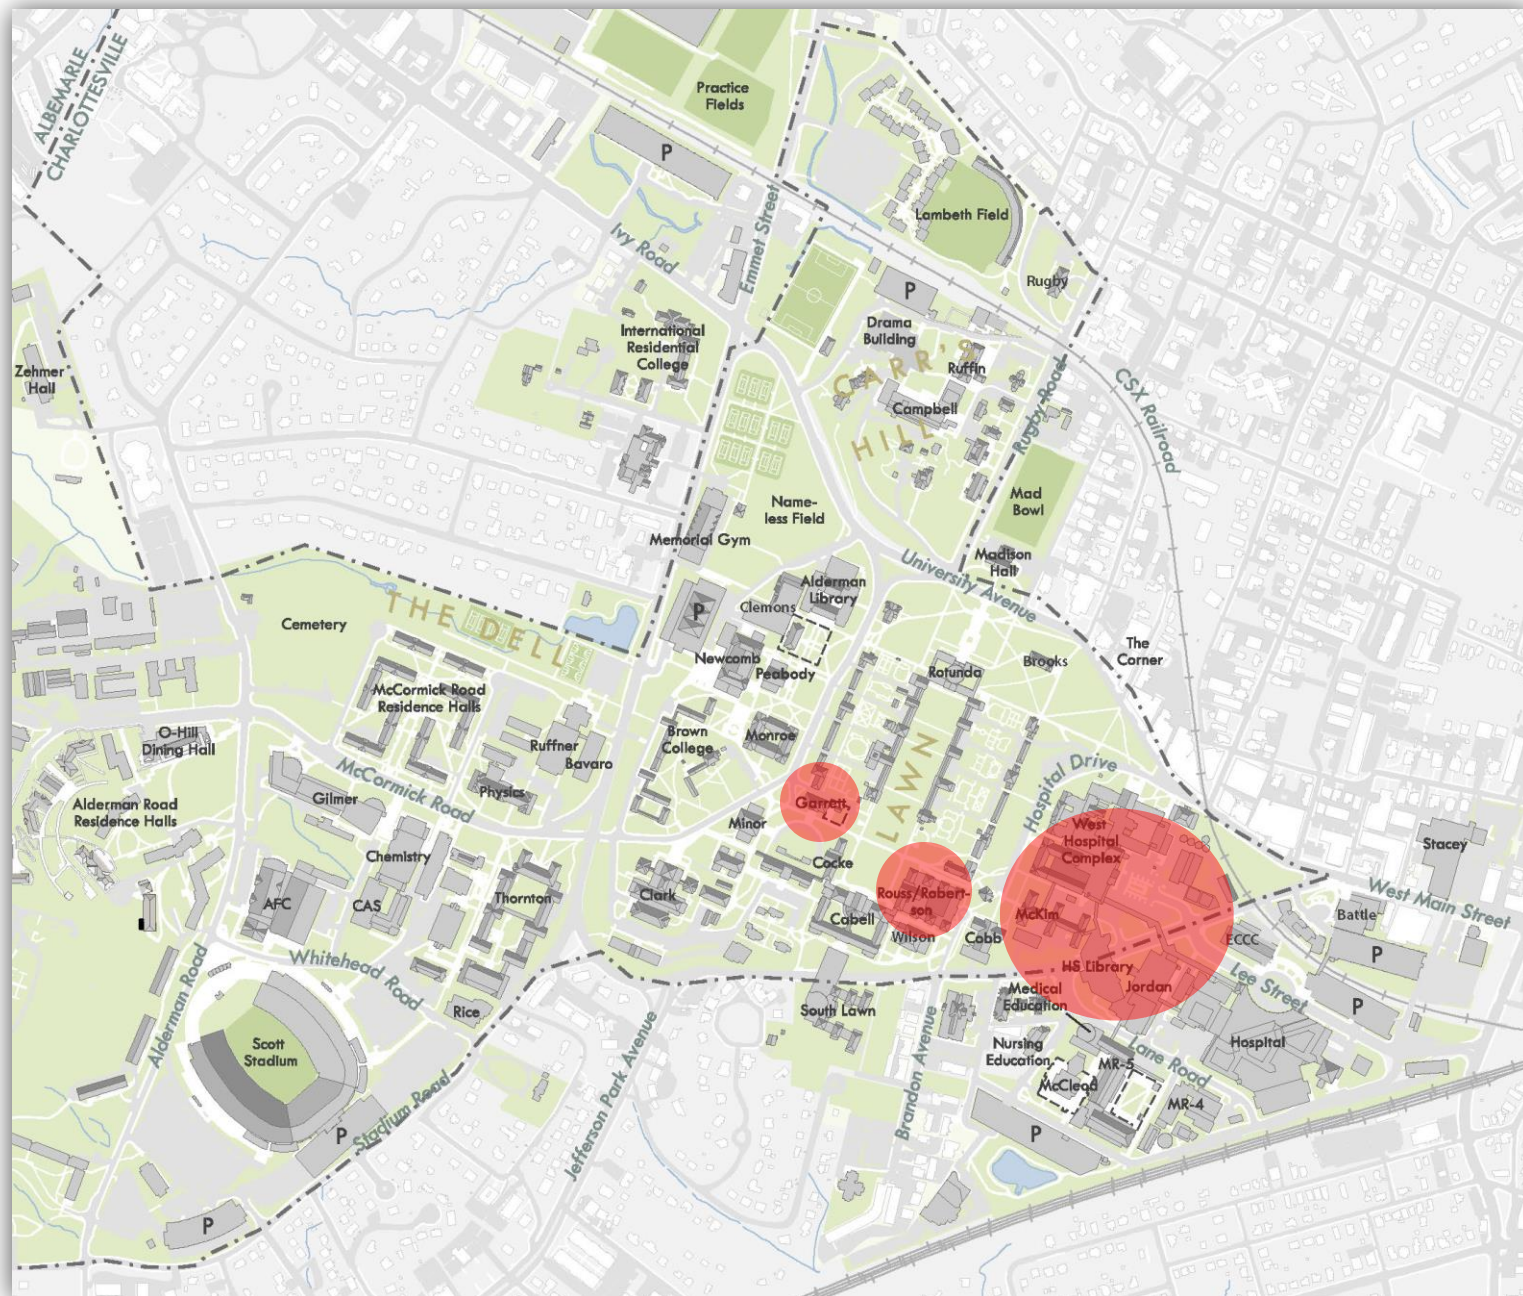 ALBEMARLE
CHARLOTTESVILLE
Practice
Fields
P
Lambeth Field
Emmet Street
Ivy Road
Rugby
P
International
Residential
College
Drama
Building
Zehmer
Hall
CARR'S
HILL
Ruffin
Campbell
Rugby Road
CSX Railroad
Mad
Bowl
Name-
less Field
Memorial Gym
Madison
Hall
University Avenue
Alderman
Library
Clemons
P
THE DELL
Cemetery
The
Corner
Newcomb
Peabody
Rotunda
Brooks
McCormick Road
Residence Halls
O-Hill
Dining Hall
Brown
College
Monroe
Ruffner
Bavaro
LAWN
Hospital Drive
McCormick Road
Physics
Gilmer
Alderman Road
Residence Halls
Garrett
Minor
West
Hospital
Complex
Stacey
Chemistry
Cocke
Clark
Thornton
AFC
CAS
Rouss/Robert-
son
Cabell
Wilson
Cobb
McKim
West Main Street
Battle
P
ECCC
Alderman Road
Whitehead Road
HS Library
Jordan
Lee Street
P
Medical
Education
Rice
South Lawn
Brandon Avenue
Scott
Stadium
Jefferson Park Avenue
Nursing
Education
Lane Road
Hospital
MR-5
McCleod
MR-4
P
P
Stadium Road
P